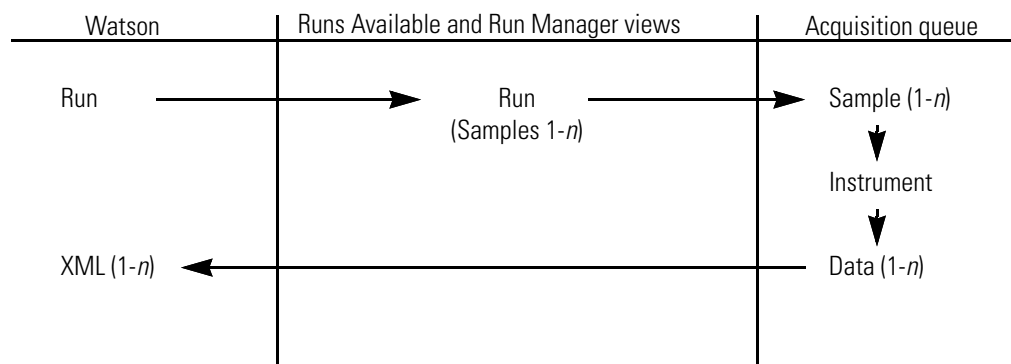 Watson
Runs Available and Run Manager views
Acquisition queue
Run
Run
(Samples 1-n)
Sample (1-n)
Instrument
XML (1-n)
Data (1-n)